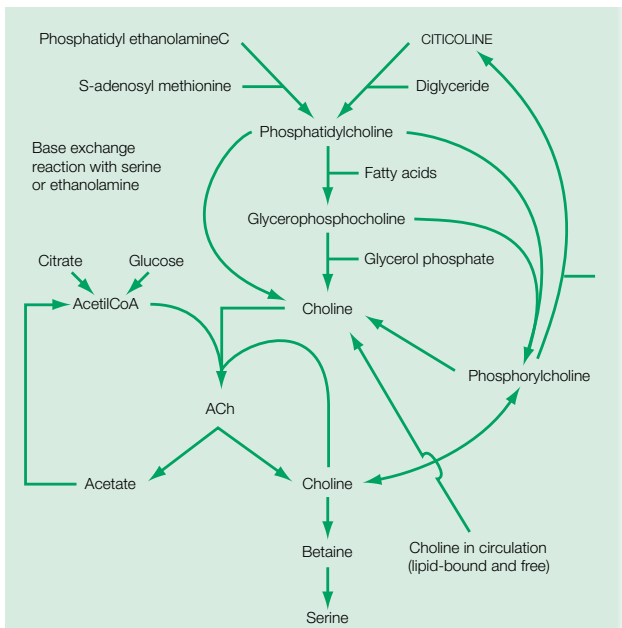 Phosphatidyl ethanolamineC
CITICOLINE
S-adenosyl methionine
Diglyceride
Phosphatidylcholine
Base exchange
reaction with serine
or ethanolamine
Fatty acids
Glycerophosphocholine
Citrate
Glucose
Glycerol phosphate
AcetilCoA
Choline
Phosphorylcholine
ACh
Acetate
Choline
Betaine
Choline in circulation
(lipid-bound and free)
Serine